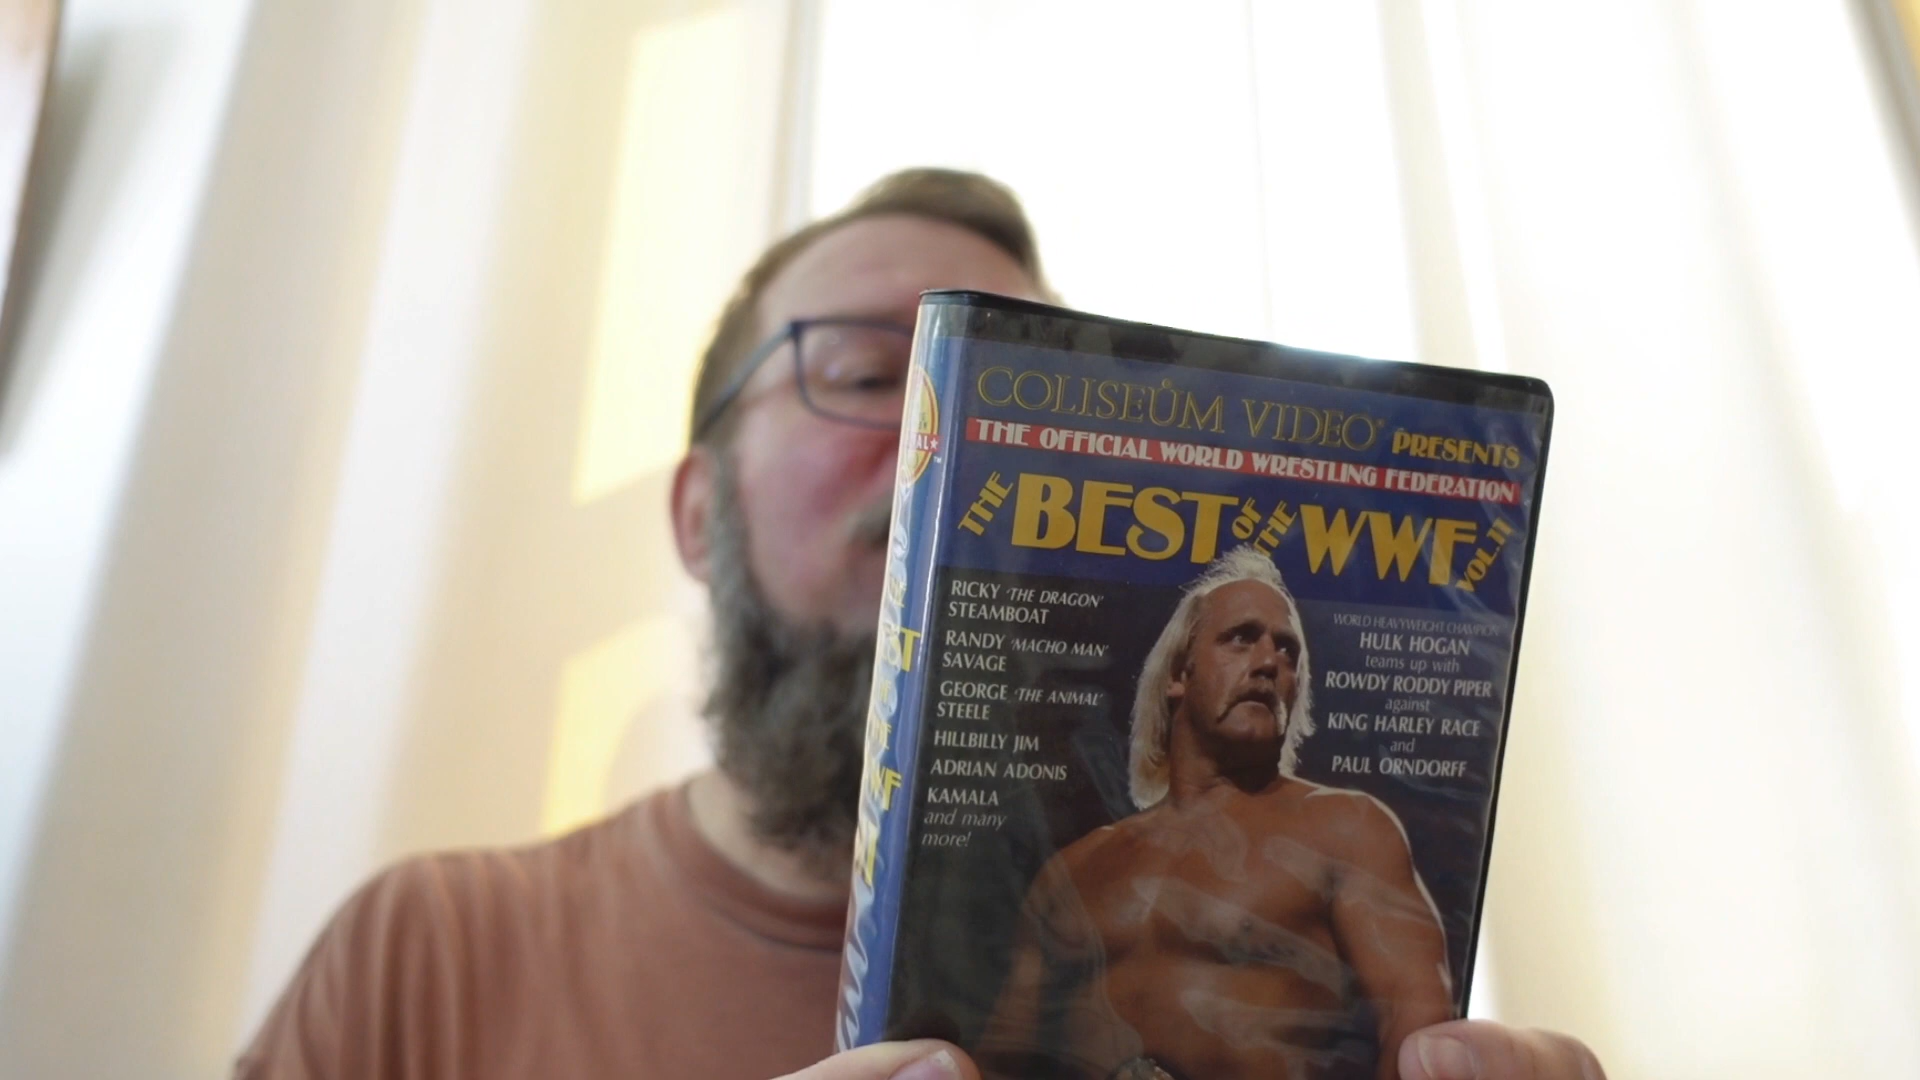 COLISEUM VIDEO PRESENTS
THE OFFICIAL WORLD WRESTLING FEDERATION
THE BEST OF THE WWF VOL.11
RICKY 'THE DRAGON'
STEAMBOAT
RANDY 'MACHO MAN'
SAVAGE
GEORGE 'THE ANIMAL'
STEELE
HILLBILLY JIM
ADRIAN ADONIS
KAMALA
and many
more!
WORLD HEAVYWEIGHT CHAMPION
HULK HOGAN
teams up with
ROWDY RODDY PIPER
against
KING HARLEY RACE
and
PAUL ORNDORFF